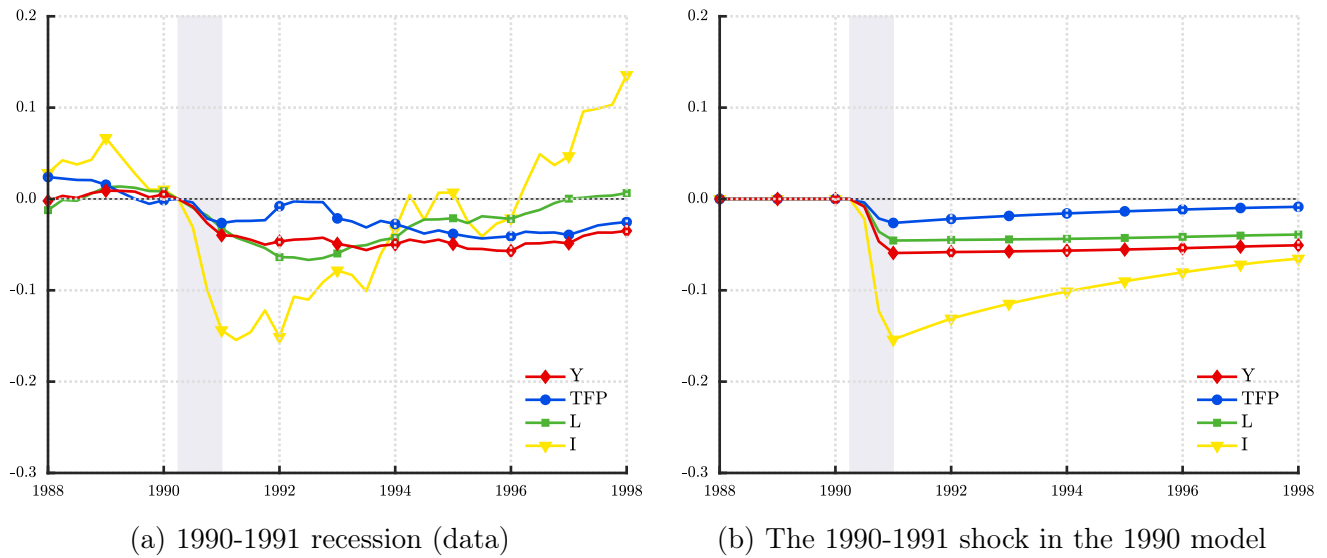 0.2
0.1
0.0
-0.1
-0.2
-0.3
1988 1990 1992 1994 1996 1998
Y
TFP
L
I
(a) 1990-1991 recession (data)
0.2
0.1
0.0
-0.1
-0.2
-0.3
1988 1990 1992 1994 1996 1998
Y
TFP
L
I
(b) The 1990-1991 shock in the 1990 model